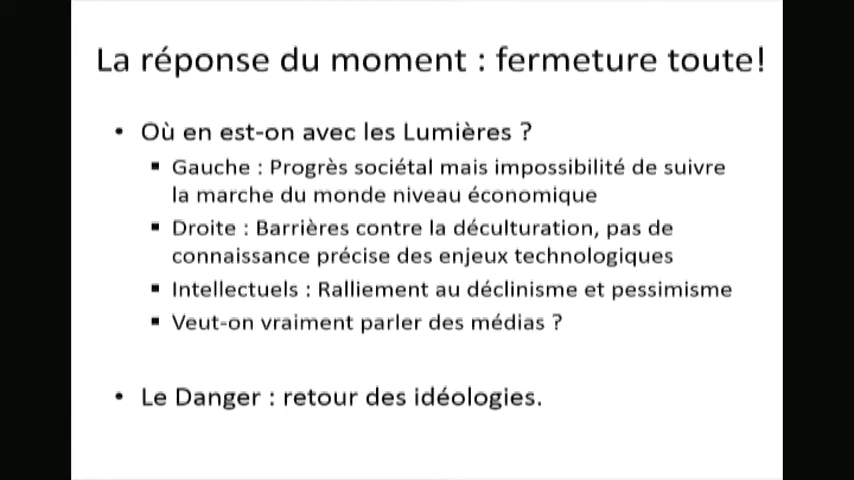 La réponse du moment : fermeture toute!
• Où en est-on avec les Lumières ?
▪ Gauche : Progrès sociétal mais impossibilité de suivre
la marche du monde niveau économique
▪ Droite : Barrières contre la déculturation, pas de
connaissance précise des enjeux technologiques
▪ Intellectuels : Ralliement au déclinisme et pessimisme
▪ Veut-on vraiment parler des médias ?
• Le Danger : retour des idéologies.